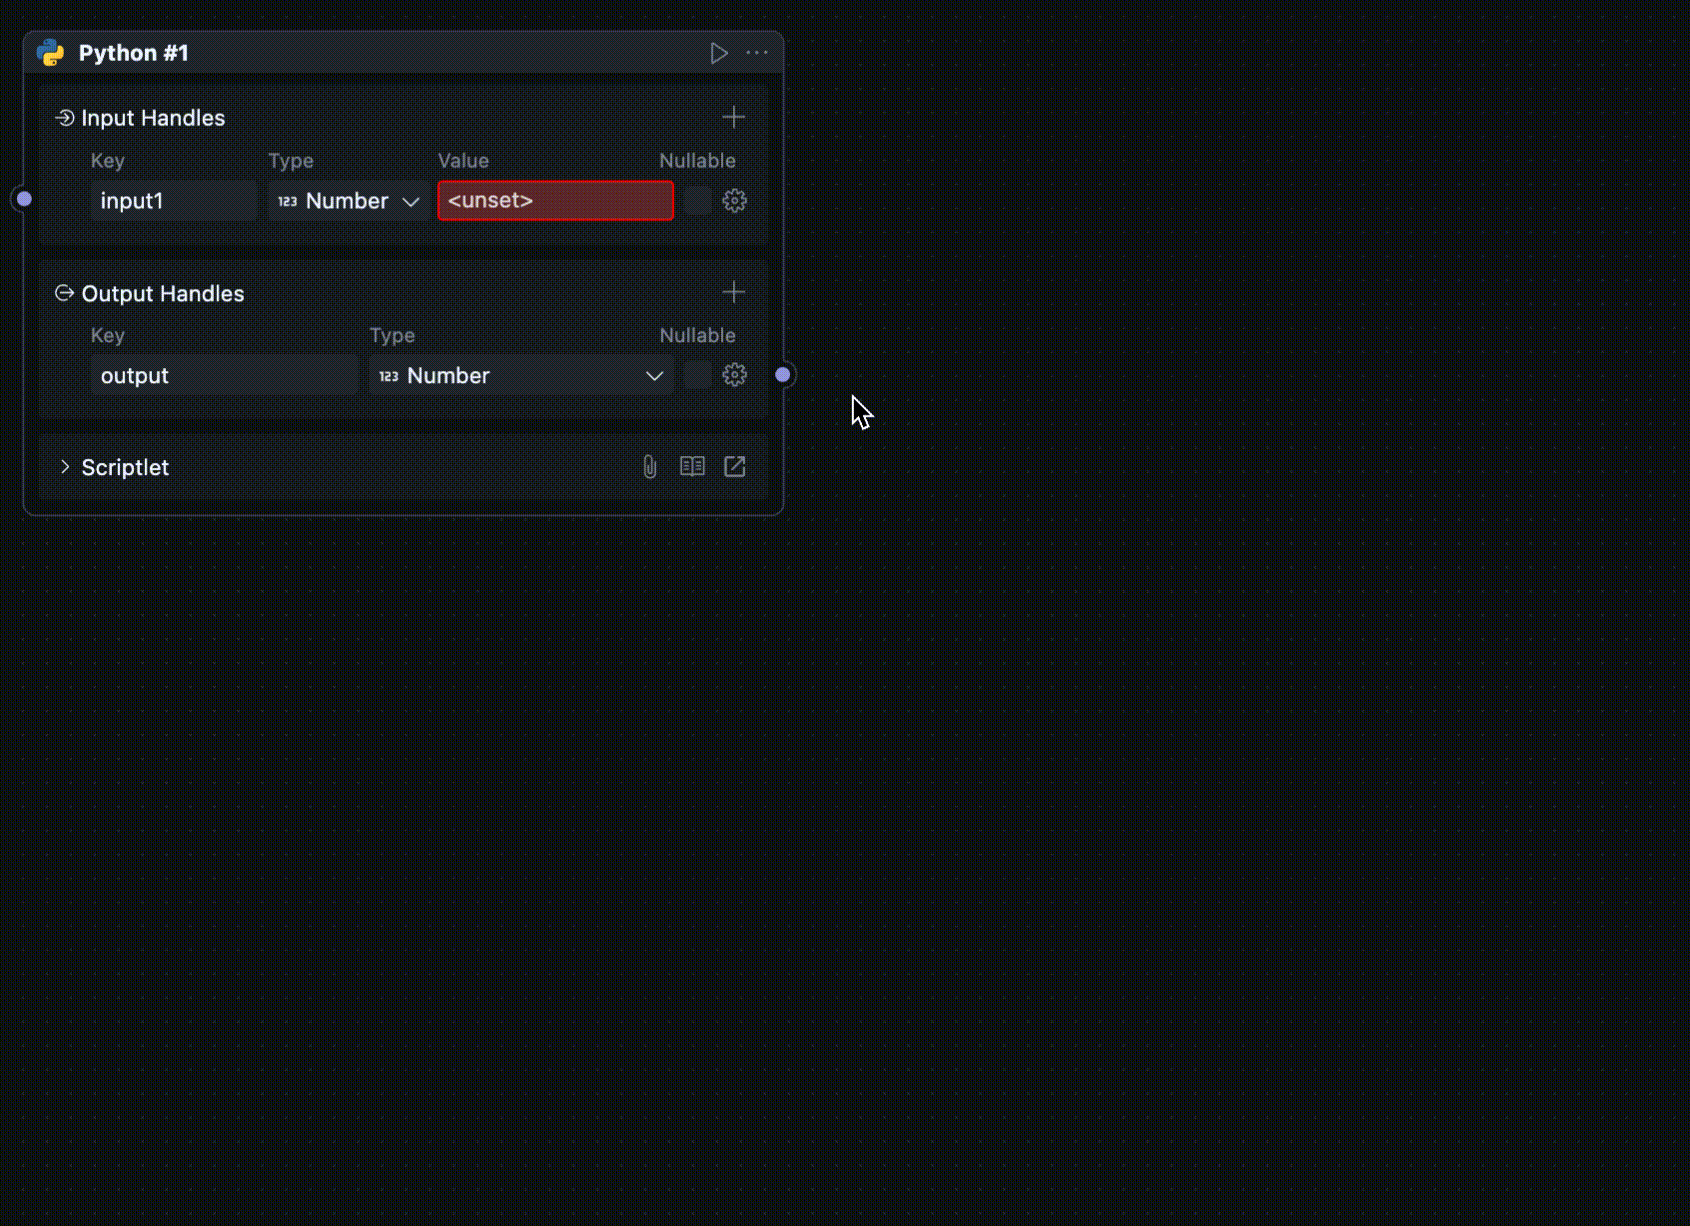 Python #1
Input Handles
Key Type Value Nullable
input1 123 Number <unset>
Output Handles
Key Type Nullable
output 123 Number
Scriptlet